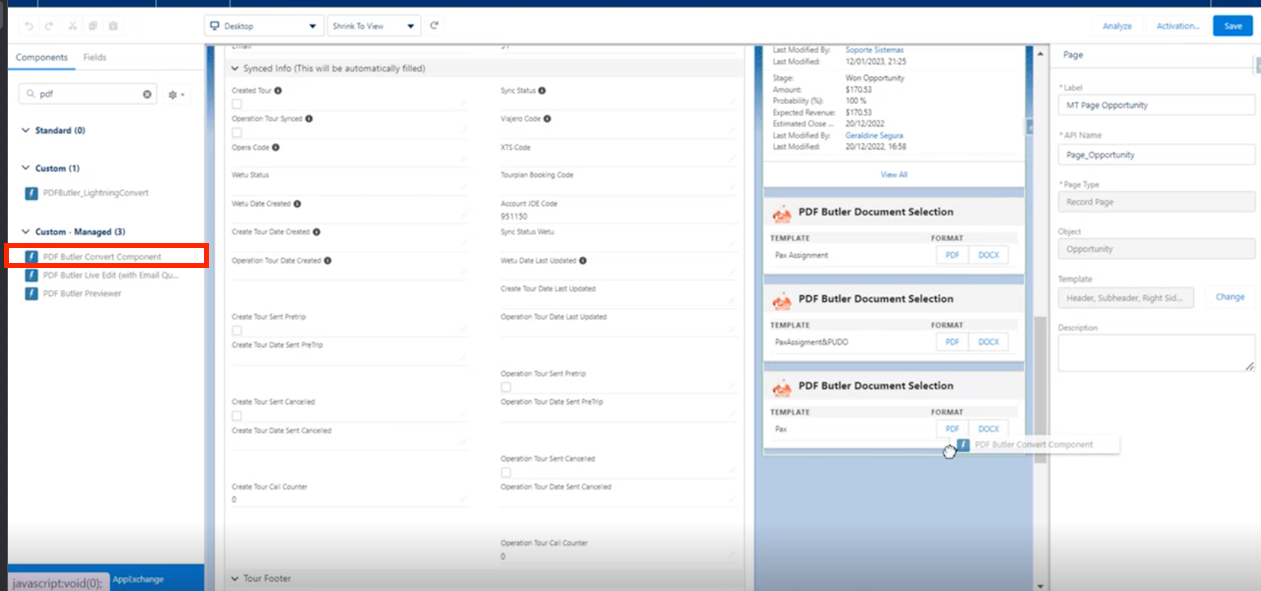 Desktop
Shrink To View
Analyze
Activation...
Save
Components
Fields
pdf
Standard (0)
Custom (1)
PDFButler_LightningConvert
Custom - Managed (3)
PDF Butler Convert Component
PDF Butler Live Edit (with Email Qu...
PDF Butler Previewer
javascript:void(0);
AppExchange
Email
Synced Info (This will be automatically filled)
Created Tour
Operation Tour Synced
Opera Code
Wetu Status
Wetu Date Created
Create Tour Date Created
Operation Tour Date Created
Create Tour Sent Pretrip
Create Tour Date Sent PreTrip
Create Tour Sent Cancelled
Create Tour Date Sent Cancelled
Create Tour Call Counter
0
Tour Footer
Sync Status
Viajero Code
XTS Code
Tourplan Booking Code
Account JDE Code
951150
Sync Status Wetu
Wetu Date Last Updated
Create Tour Date Last Updated
Operation Tour Date Last Updated
Operation Tour Sent Pretrip
Operation Tour Date Sent PreTrip
Operation Tour Sent Cancelled
Operation Tour Date Sent Cancelled
Operation Tour Call Counter
0
Last Modified By: Soporte Sistemas
Last Modified: 12/01/2023, 21:25
Stage: Won Opportunity
Amount: $170.53
Probability (%): 100 %
Expected Revenue: $170.53
Estimated Close ... 20/12/2022
Last Modified By: Geraldine Segura
Last Modified: 20/12/2022, 16:58
View All
PDF Butler Document Selection
TEMPLATE FORMAT
Pax Assignment PDF DOCX
PDF Butler Document Selection
TEMPLATE FORMAT
PaxAssigment&PUDO PDF DOCX
PDF Butler Document Selection
TEMPLATE FORMAT
Pax PDF DOCX
PDF Butler Convert Component
Page
* Label
MT Page Opportunity
* API Name
Page_Opportunity
* Page Type
Record Page
Object
Opportunity
Template
Header, Subheader, Right Sid...
Change
Description